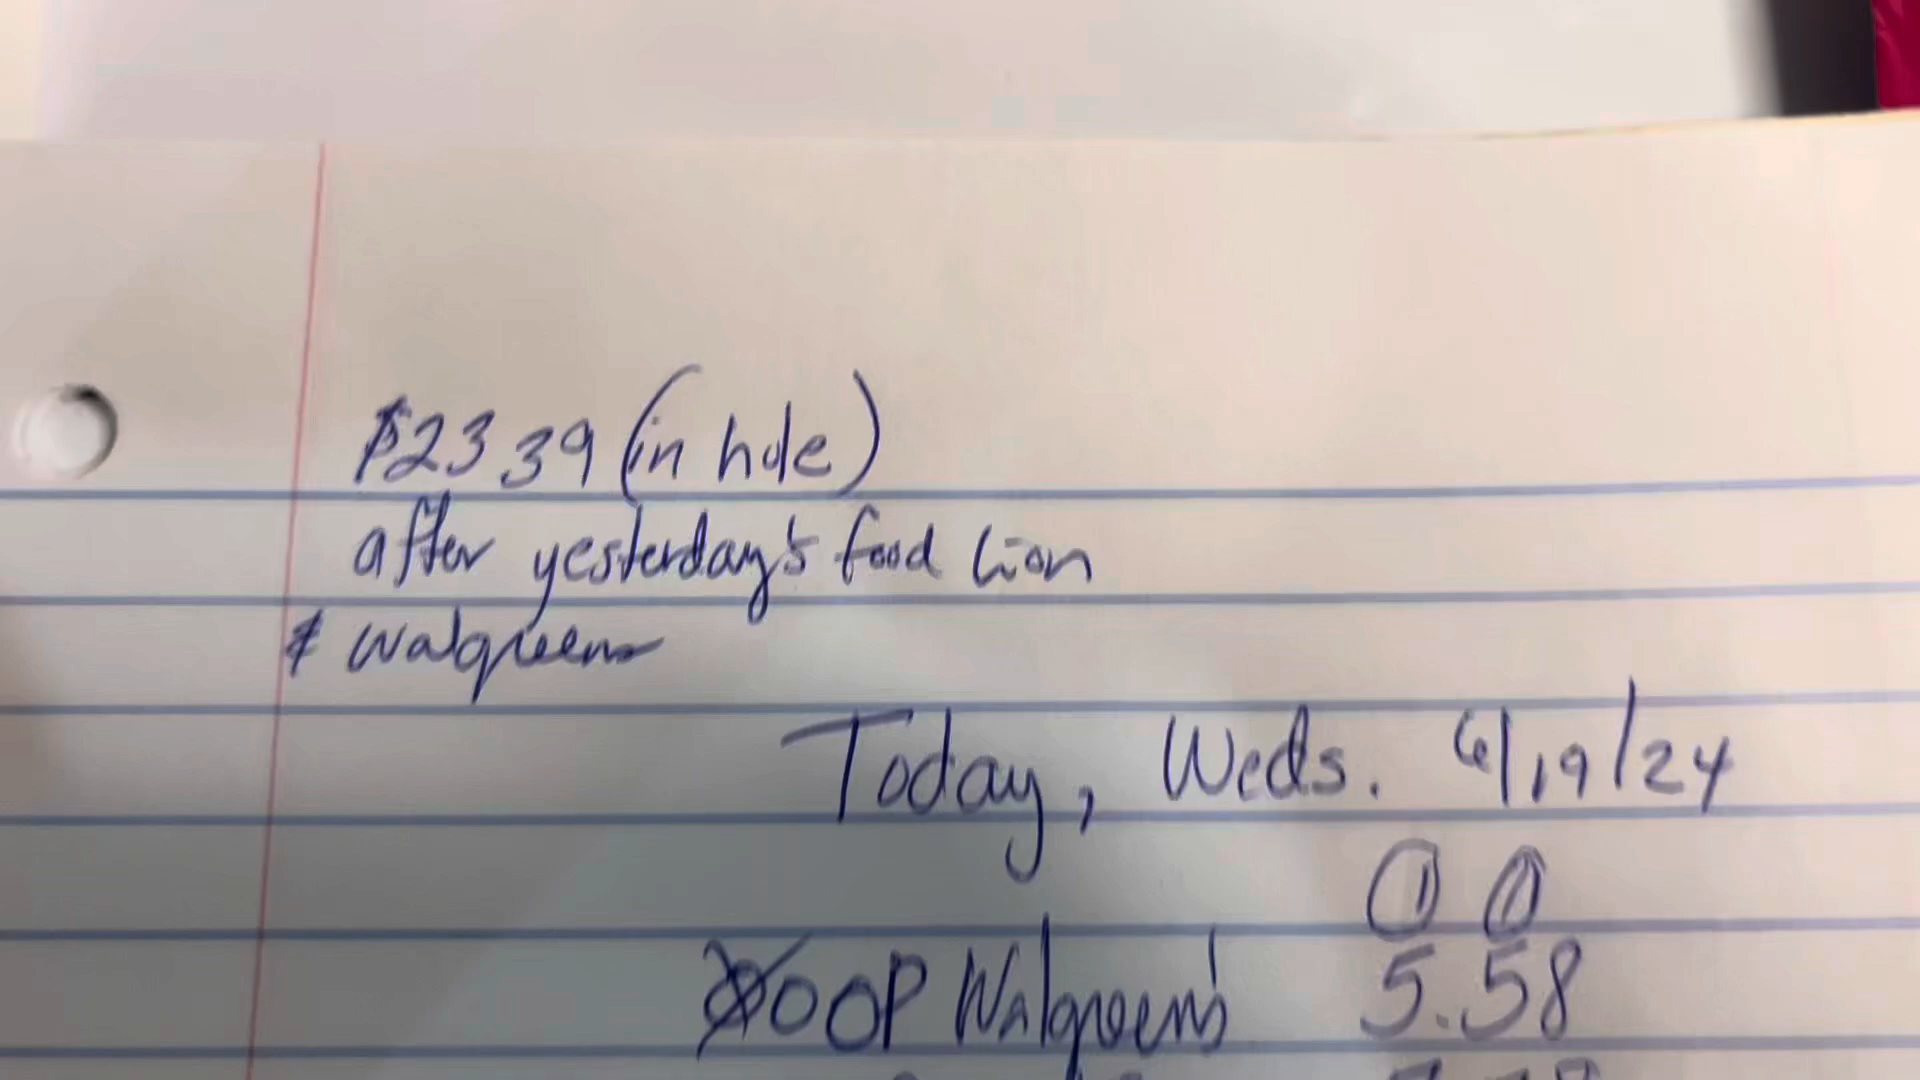 $23 39 (in hole)
after yesterday's food Lion
& Walgreens
Today, Weds. 6/19/24
1 1
OOP Walgreen's 5.58